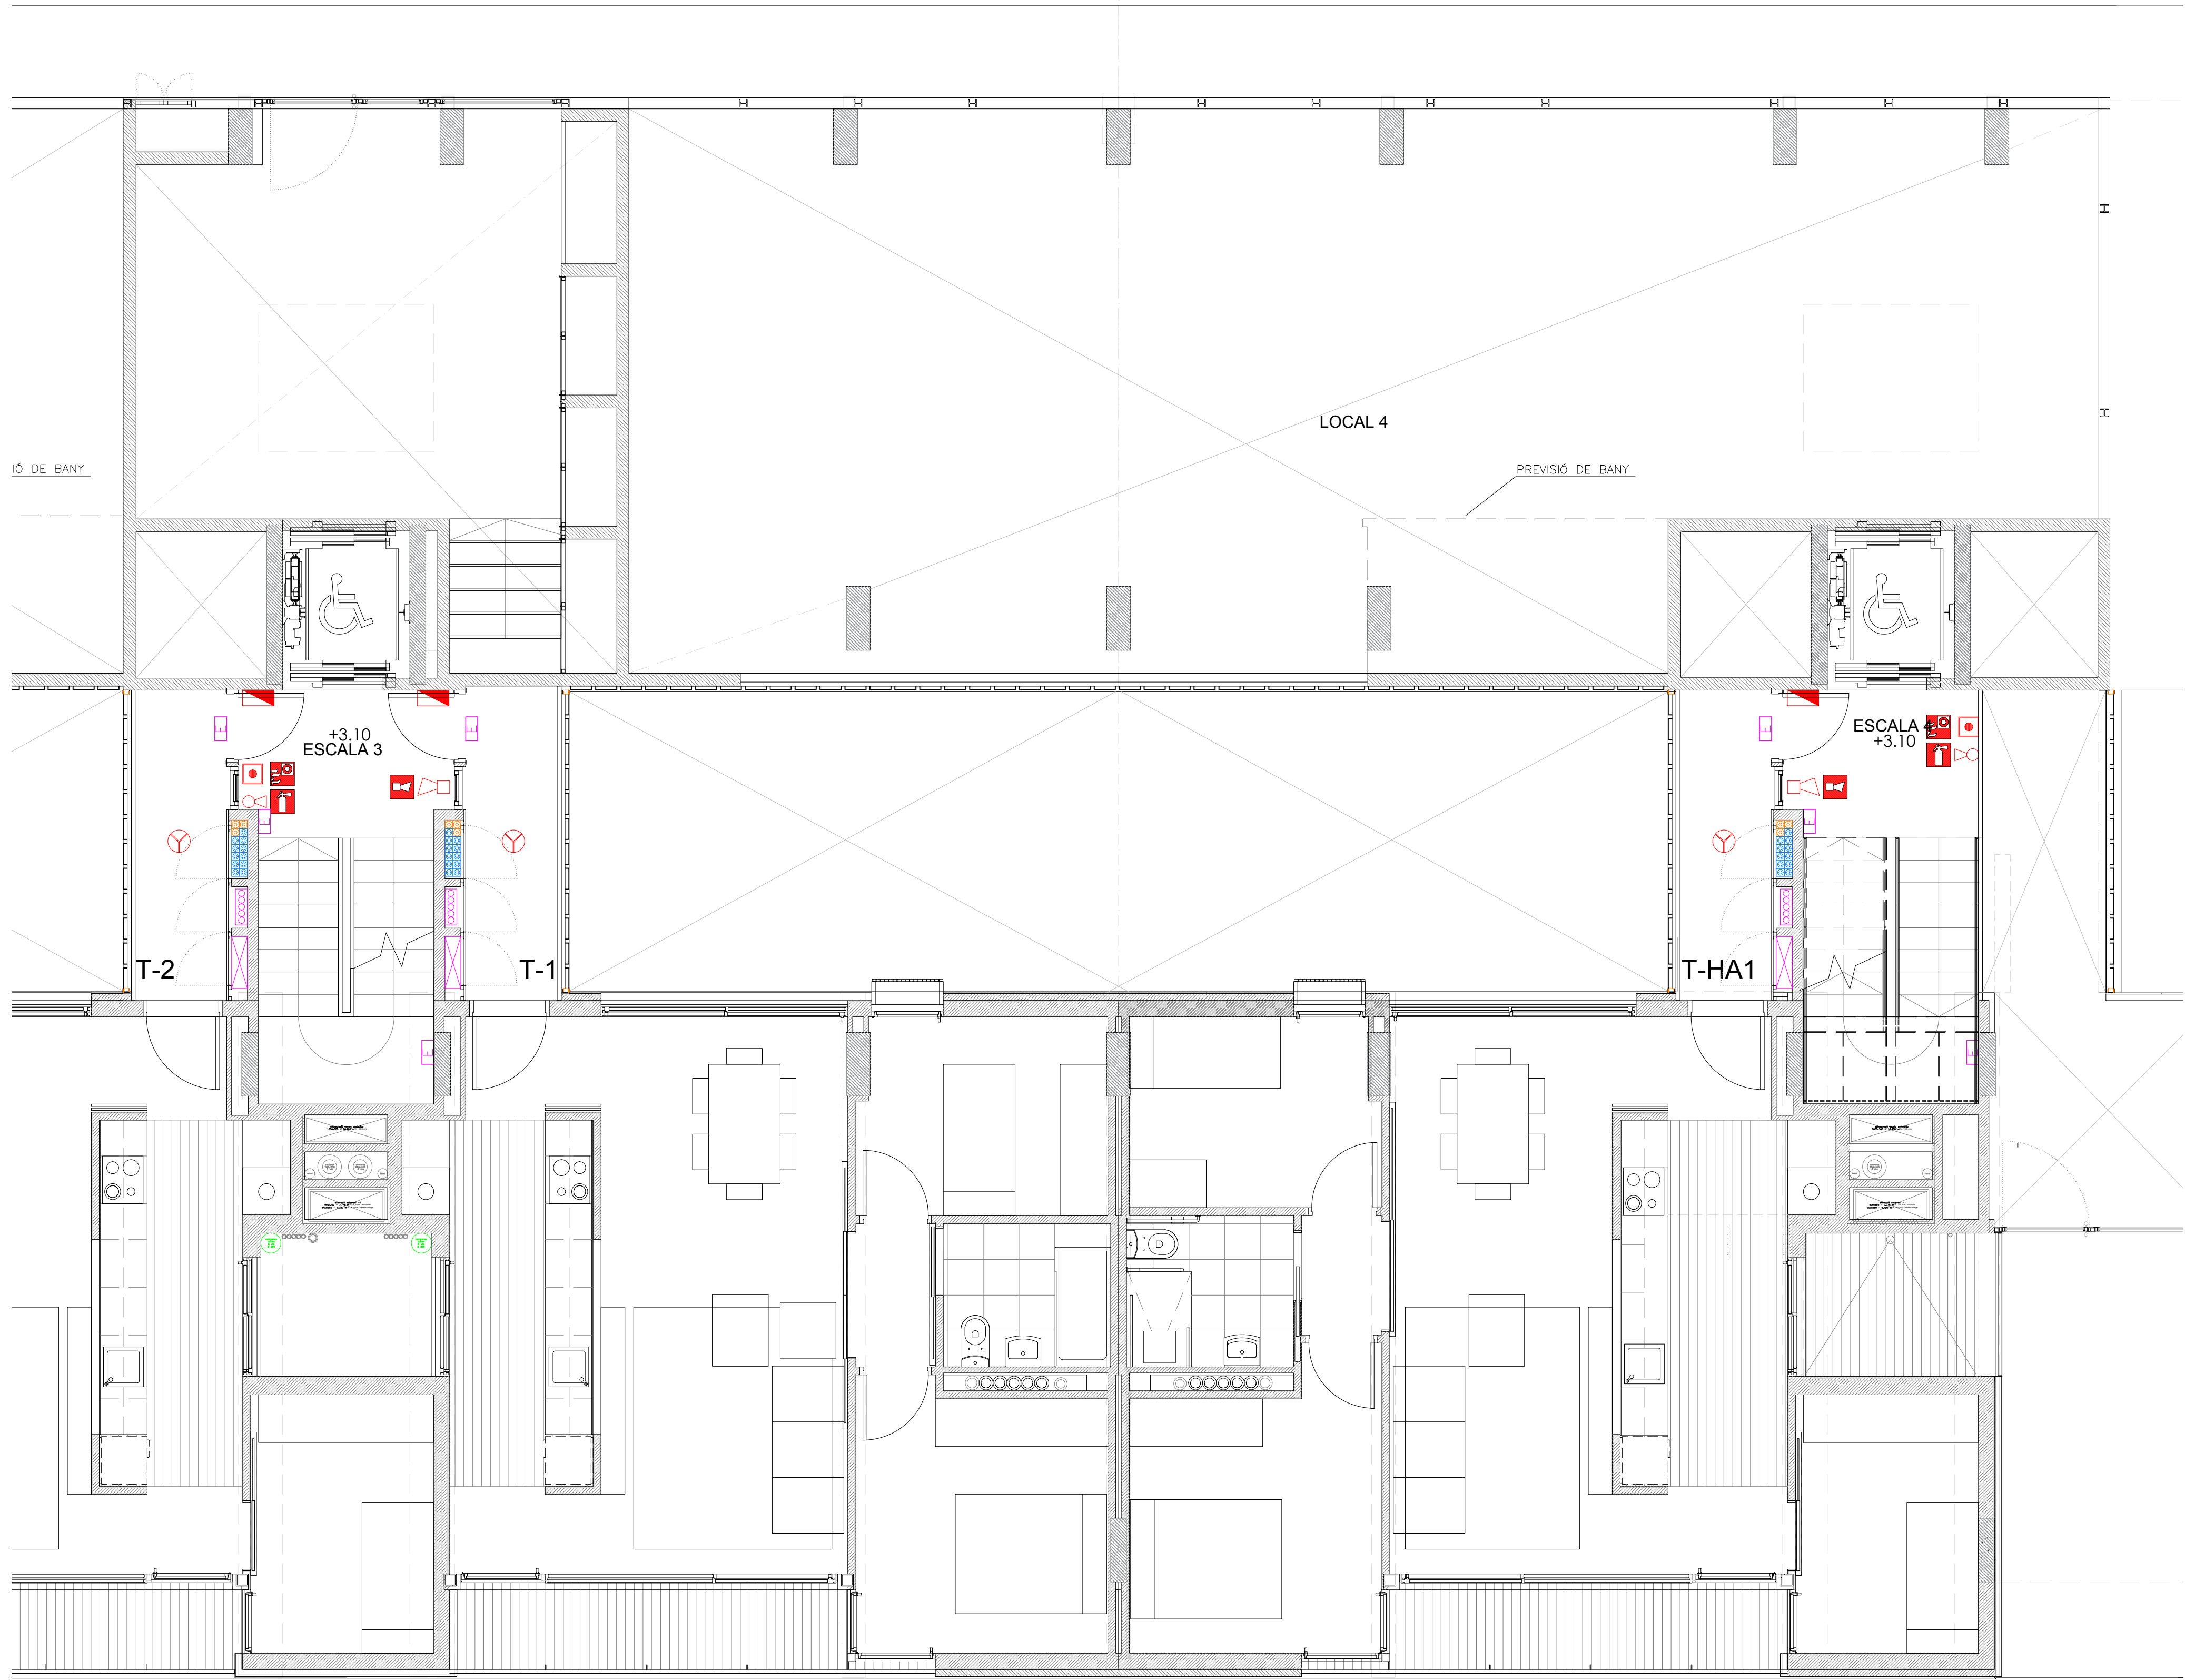 LOCAL 4
IÓ DE BANY
PREVISIÓ DE BANY
+3.10
ESCALA 3
ESCALA 4
+3.10
T-2
T-1
T-HA1